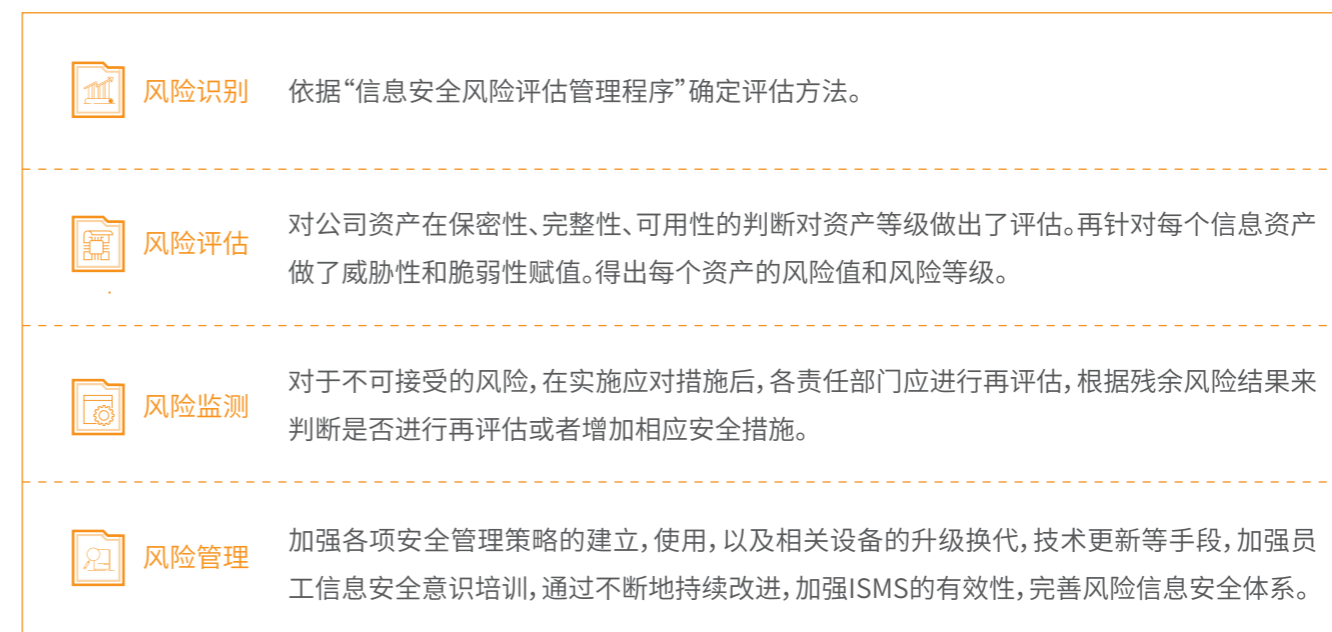 风险识别
依据“信息安全风险评估管理程序”确定评估方法。
风险评估
对公司资产在保密性、完整性、可用性的判断对资产等级做出了评估。再针对每个信息资产
做了威胁性和脆弱性赋值。得出每个资产的风险值和风险等级。
风险监测
对于不可接受的风险,在实施应对措施后,各责任部门应进行再评估,根据残余风险结果来
判断是否进行再评估或者增加相应安全措施。
风险管理
加强各项安全管理策略的建立,使用,以及相关设备的升级换代,技术更新等手段,加强员
工信息安全意识培训,通过不断地持续改进,加强ISMS的有效性,完善风险信息安全体系。